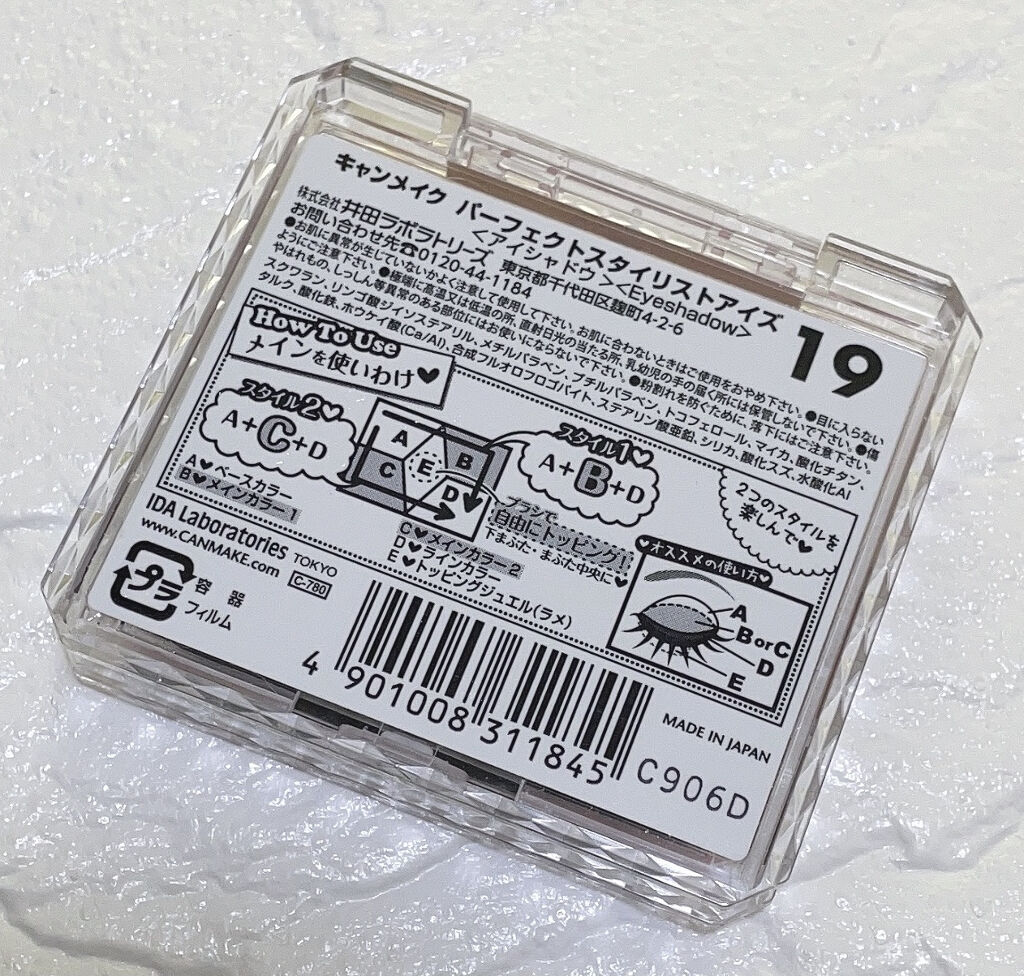 キャンメイク パーフェクトスタイリストアイズ
<アイシャドウ><Eyeshadow>
19
株式会社 井田ラボラトリーズ 東京都千代田区麹町4-2-6
お問い合わせ先☎0120-44-1184
●お肌に異常が生じていないかよく注意して使用して下さい。お肌に合わないときはご使用をおやめ下さい。●目に入らない
ようにご注意下さい。●極端に高温又は低温の所、直射日光の当たる所、乳幼児の手の届く所には保管しないで下さい。●傷
やはれもの、しっしん等異常のある部位にはお使いにならないで下さい。●粉割れを防ぐために、落下にはご注意下さい。
スクワラン、リンゴ酸ジイソステアリル、メチルパラベン、ブチルパラベン、トコフェロール、マイカ、酸化チタン、
タルク、酸化鉄、ホウケイ酸(Ca/Al)、合成フルオロフロゴパイト、ステアリン酸亜鉛、シリカ、酸化スズ、水酸化Al
How To Use
メインを使いわけ♥
スタイル2♥
A+C+D
A
B
C
D
E
スタイル1♥
A+B+D
2つのスタイルを
楽しんで♥
A♥ベースカラー
B♥メインカラー1
C♥メインカラー2
D♥ラインカラー
E♥トッピングジュエル(ラメ)
ブラシで
自由にトッピング!
下まぶた・まぶた中央に♥
♥オススメの使い方♥
A
B or C
D
E
IDA Laboratories TOKYO
www.CANMAKE.com C-780
プラ
容器
フィルム
4 901008 311845
MADE IN JAPAN
C906D